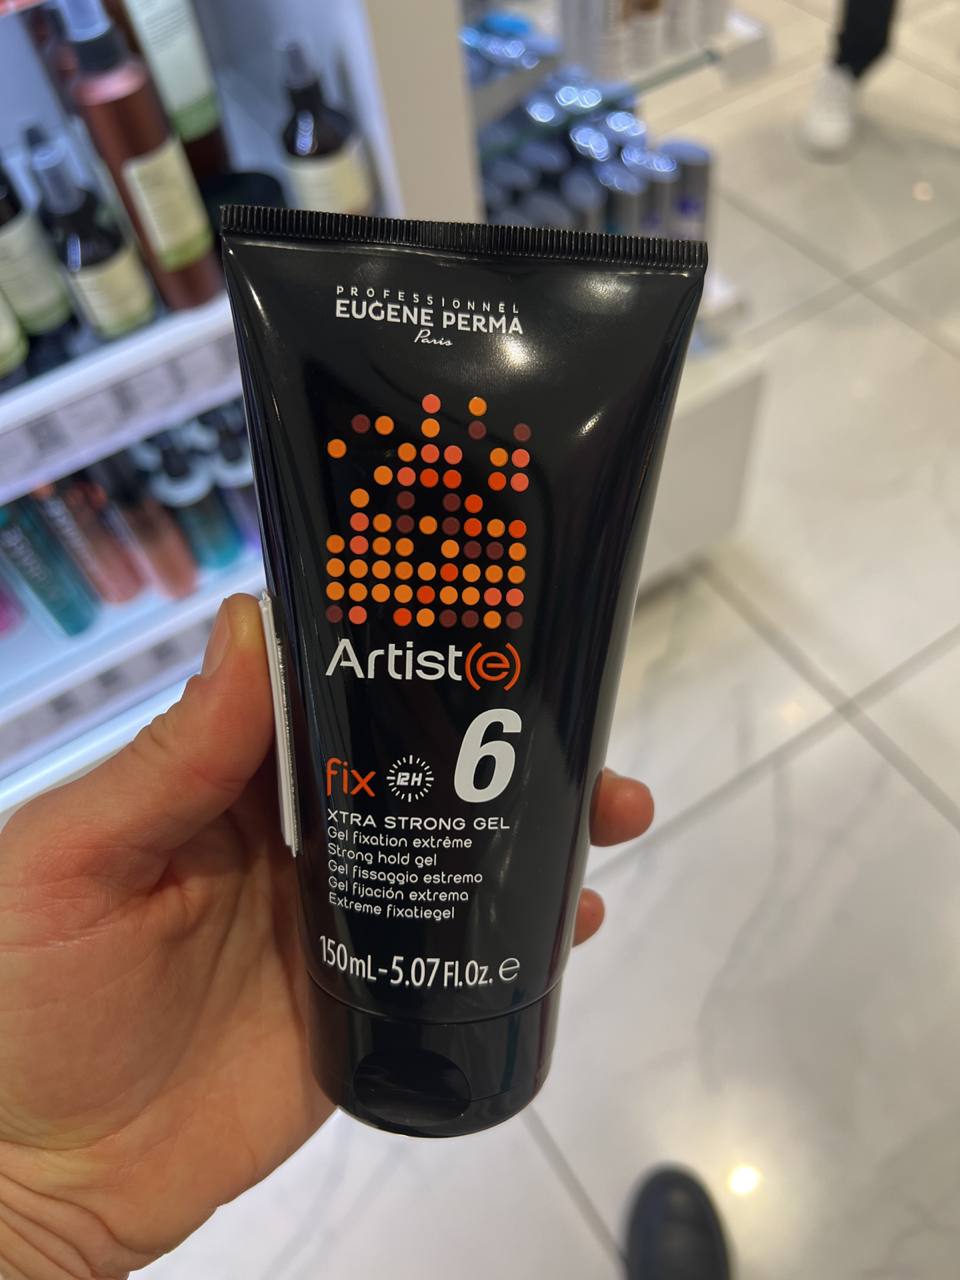 PROFESSIONNEL
EUGENE PERMA
Paris
Artist(e)
6
fix 12H
XTRA STRONG GEL
Gel fixation extrême
Strong hold gel
Gel fissaggio estremo
Gel fijación extrema
Extreme fixatiegel
150mL-5.07Fl.Oz. e